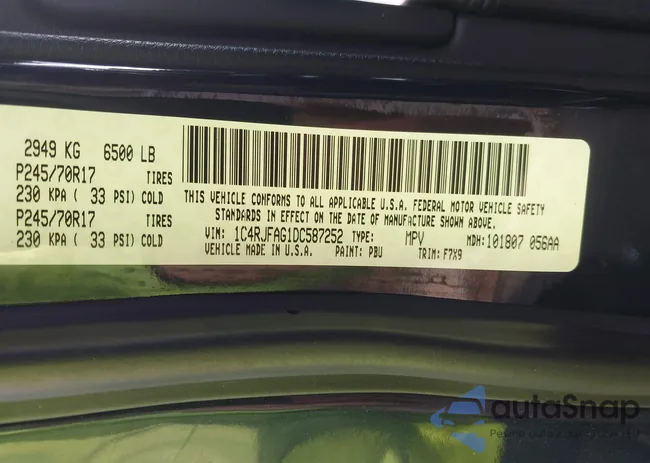 2949 KG 6500 LB
P245/70R17 TIRES
230 KPA ( 33 PSI) COLD
P245/70R17 TIRES
230 KPA ( 33 PSI) COLD
THIS VEHICLE CONFORMS TO ALL APPLICABLE U.S.A. FEDERAL MOTOR VEHICLE SAFETY
STANDARDS IN EFFECT ON THE DATE OF MANUFACTURE SHOWN ABOVE.
VIN: 1C4RJFAG1DC587252 TYPE: MPV MDH:101807 056AA
MADE IN U.S.A. PAINT: PBU TRIM: F7X9
autaSnap